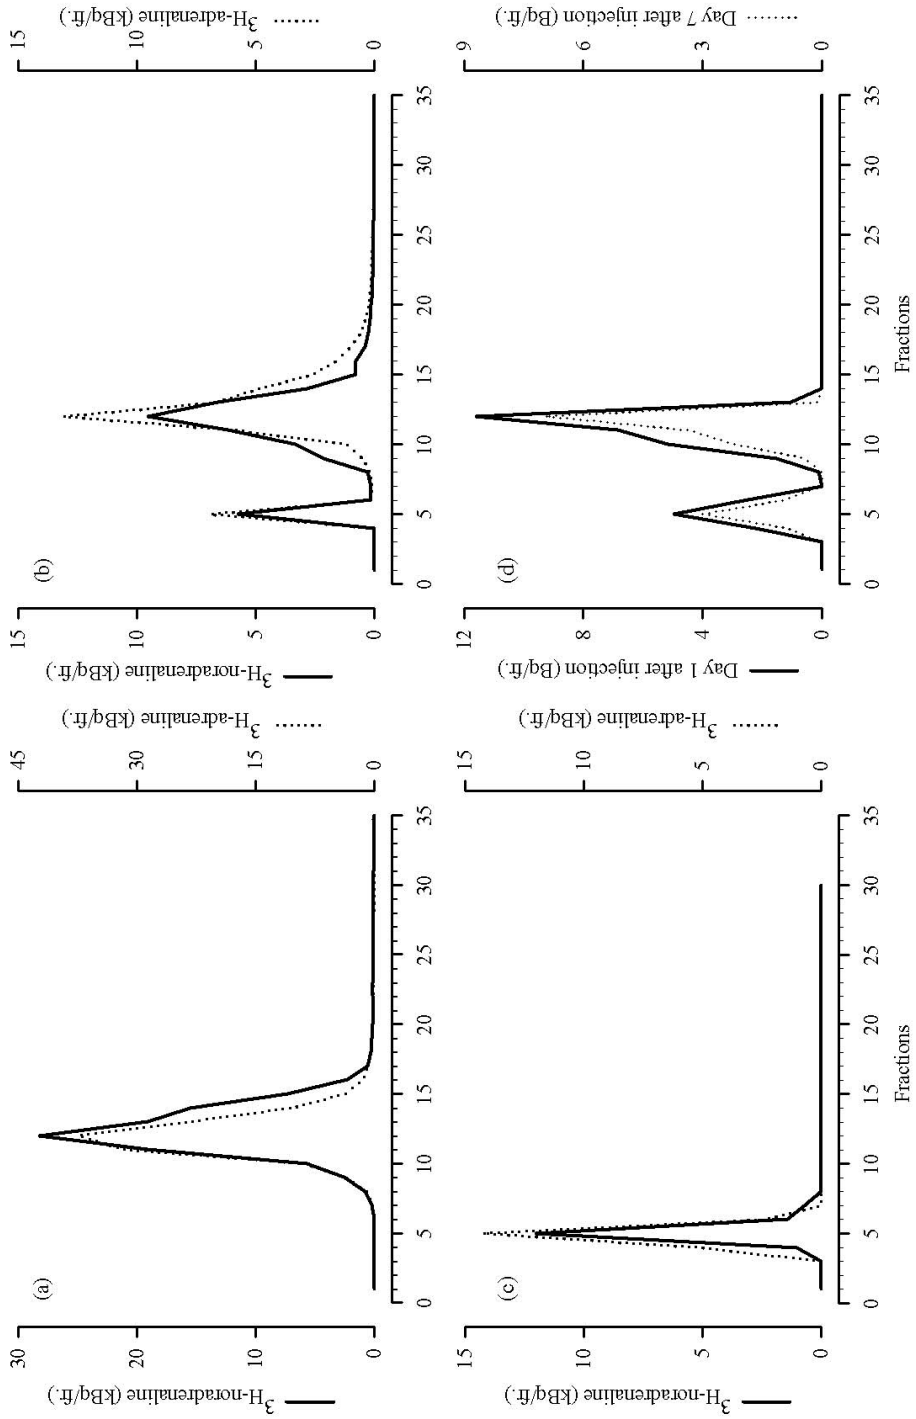 (a)
30
20
10
0
³H-noradrenaline (kBq/fr.)
45
30
15
0
³H-adrenaline (kBq/fr.)
0 5 10 15 20 25 30 35
(b)
15
10
5
0
³H-noradrenaline (kBq/fr.)
15
10
5
0
³H-adrenaline (kBq/fr.)
0 5 10 15 20 25 30 35
(c)
15
10
5
0
³H-noradrenaline (kBq/fr.)
15
10
5
0
³H-adrenaline (kBq/fr.)
0 5 10 15 20 25 30 35
Fractions
(d)
12
8
4
0
Day 1 after injection (Bq/fr.)
9
6
3
0
Day 7 after injection (Bq/fr.)
0 5 10 15 20 25 30 35
Fractions